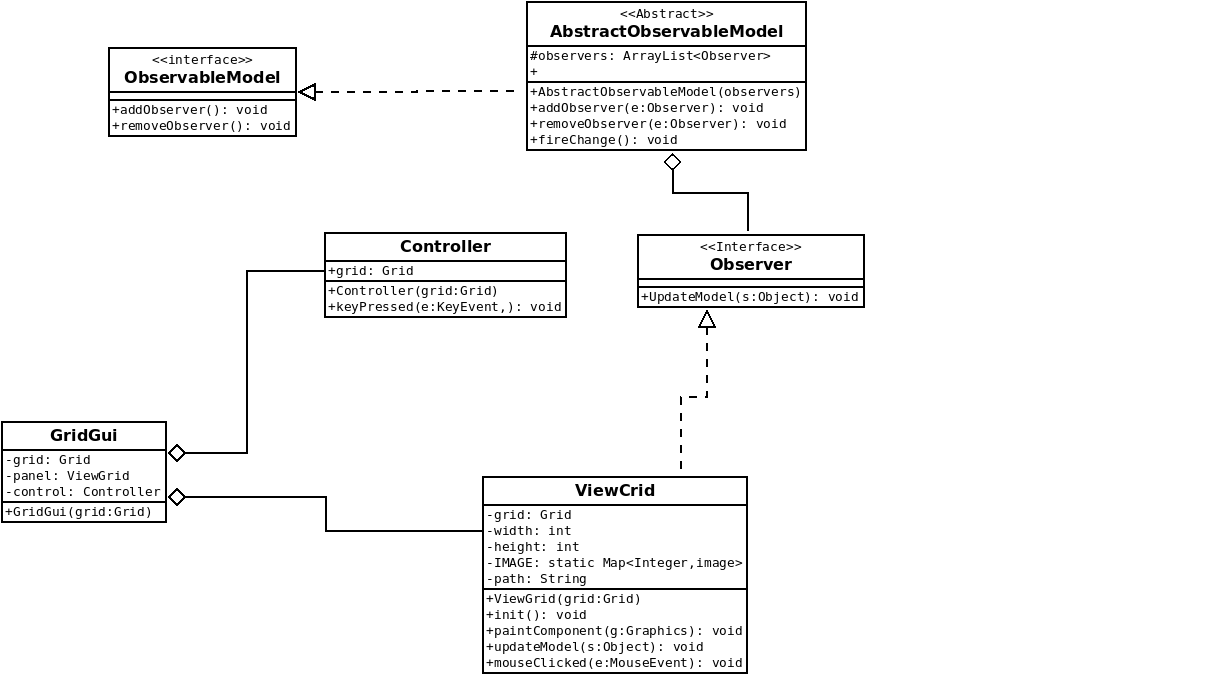 <<Abstract>>
AbstractObservableModel
#observers: ArrayList<Observer>
+
+AbstractObservableModel(observers)
+addObserver(e:Observer): void
+removeObserver(e:Observer): void
+fireChange(): void
<<interface>>
ObservableModel
+addObserver(): void
+removeObserver(): void
Controller
+grid: Grid
+Controller(grid:Grid)
+keyPressed(e:KeyEvent,): void
<<Interface>>
Observer
+UpdateModel(s:Object): void
GridGui
-grid: Grid
-panel: ViewGrid
-control: Controller
+GridGui(grid:Grid)
ViewCrid
-grid: Grid
-width: int
-height: int
-IMAGE: static Map<Integer,image>
-path: String
+ViewGrid(grid:Grid)
+init(): void
+paintComponent(g:Graphics): void
+updateModel(s:Object): void
+mouseClicked(e:MouseEvent): void